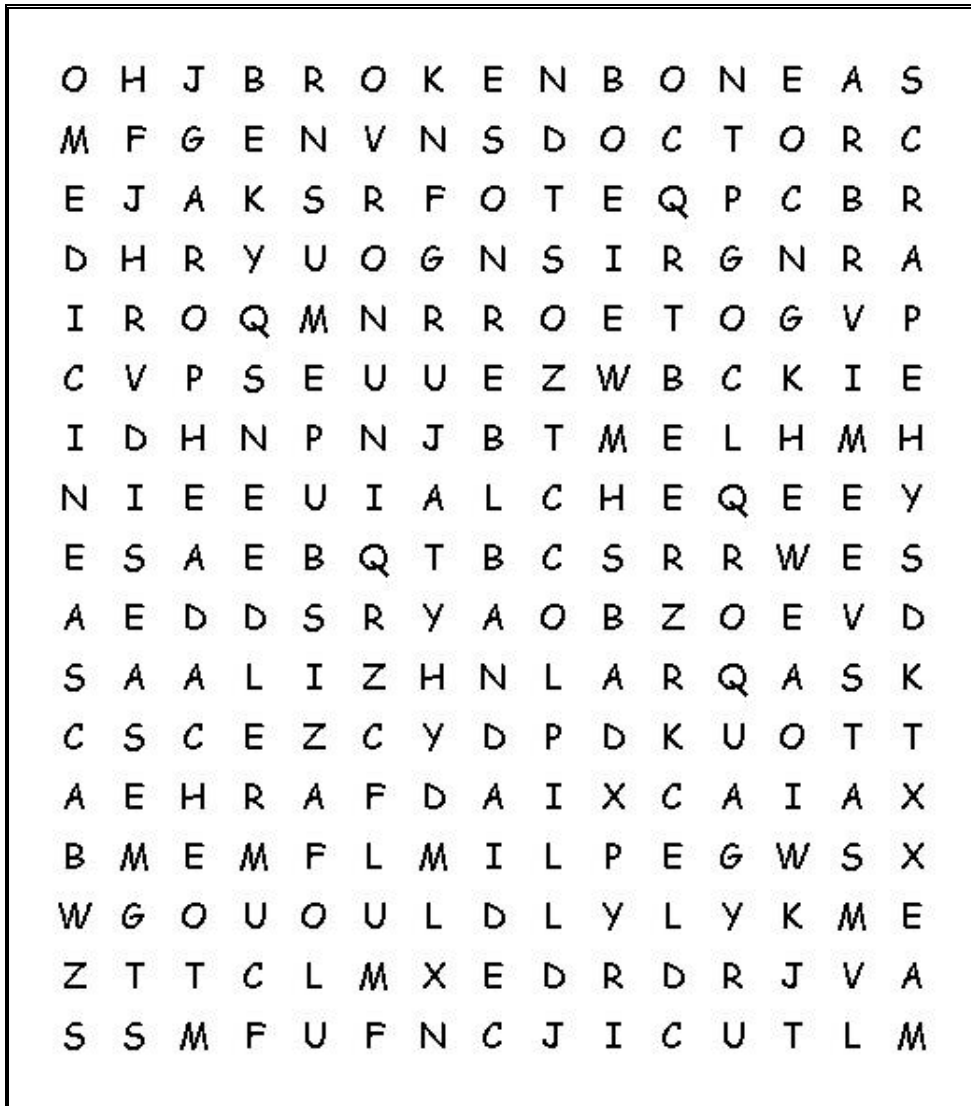 O H J B R O K E N B O N E A S
M F G E N V N S D O C T O R C
E J A K S R F O T E Q P C B R
D H R Y U O G N S I R G N R A
I R O Q M N R R O E T O G V P
C V P S E U U E Z W B C K I E
I D H N P N J B T M E L H M H
N I E E U I A L C H E Q E E Y
E S A E B Q T B C S R R W E S
A E D D S R Y A O B Z O E V D
S A A L I Z H N L A R Q A S K
C S C E Z C Y D P D K U O T T
A E H R A F D A I X C A I A X
B M E M F L M I L P E G W S X
W G O U O U L D L Y L Y K M E
Z T T C L M X E D R D R J V A
S S M F U F N C J I C U T L M